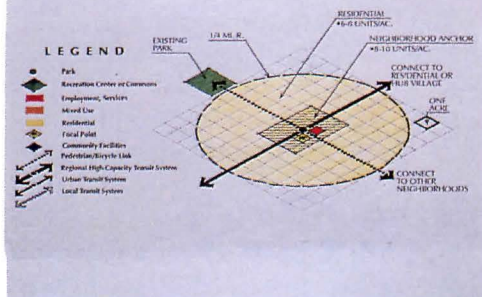 LEGEND
Park
Recreation Center or Commons
Employment, Services
Mixed Use
Residential
Focal Point
Community Facilities
Pedestrian/Bicycle Link
Regional High-Capacity Transit System
Urban Transit System
Local Transit System
EXISTING
PARK
1/4 MI. R.
RESIDENTIAL
•6-8 UNITS/AC.
NEIGHBORHOOD ANCHOR
•8-10 UNITS/AC.
CONNECT TO
RESIDENTIAL OR
HUB VILLAGE
ONE
ACRE
CONNECT
TO OTHER
NEIGHBORHOODS